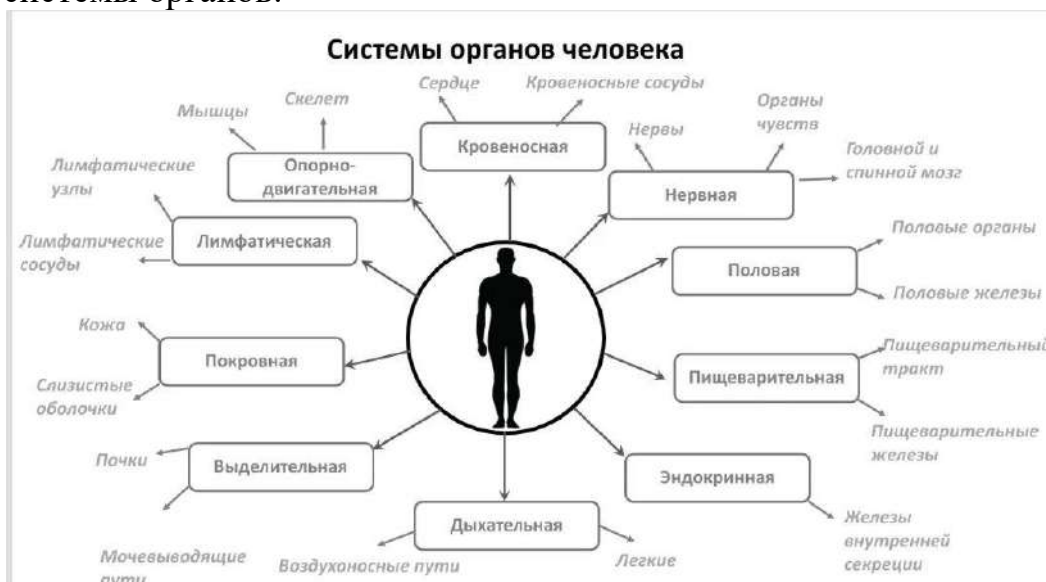 системы органов.
Системы органов человека
Сердце
Кровеносные сосуды
Скелет
Мышцы
Нервы
Органы
чувств
Кровеносная
Опорно-
двигательная
Головной и
спинной мозг
Лимфатические
узлы
Нервная
Лимфатическая
Лимфатические
сосуды
Половые органы
Половая
Половые железы
Кожа
Покровная
Слизистые
оболочки
Пищеварительный
тракт
Пищеварительная
Пищеварительные
железы
Почки
Выделительная
Эндокринная
Дыхательная
Железы
внутренней
секреции
Мочевыводящие
пути
Воздухоносные пути
Легкие